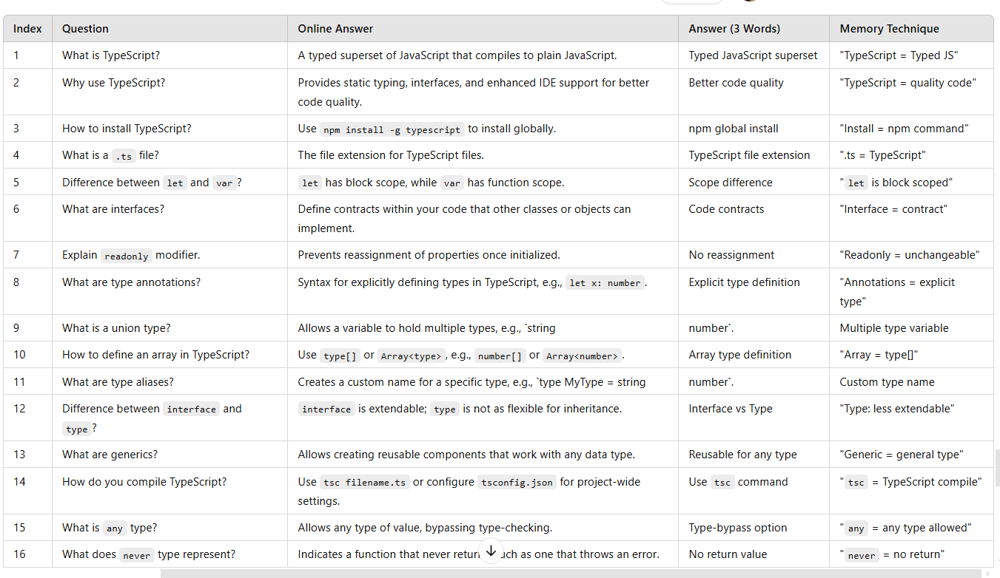 Index Question Online Answer Answer (3 Words) Memory Technique
1 What is TypeScript? A typed superset of JavaScript that compiles to plain JavaScript. Typed JavaScript superset "TypeScript = Typed JS"
2 Why use TypeScript? Provides static typing, interfaces, and enhanced IDE support for better Better code quality "TypeScript = quality code"
code quality.
3 How to install TypeScript? Use npm install -g typescript to install globally. npm global install "Install = npm command"
4 What is a .ts file? The file extension for TypeScript files. TypeScript file extension ".ts = TypeScript"
5 Difference between let and var ? let has block scope, while var has function scope. Scope difference " let is block scoped"
6 What are interfaces? Define contracts within your code that other classes or objects can Code contracts "Interface = contract"
implement.
7 Explain readonly modifier. Prevents reassignment of properties once initialized. No reassignment "Readonly = unchangeable"
8 What are type annotations? Syntax for explicitly defining types in TypeScript, e.g., let x: number . Explicit type definition "Annotations = explicit
type"
9 What is a union type? Allows a variable to hold multiple types, e.g., `string number`. Multiple type variable
10 How to define an array in TypeScript? Use type[] or Array<type> , e.g., number[] or Array<number> . Array type definition "Array = type[]"
11 What are type aliases? Creates a custom name for a specific type, e.g., `type MyType = string number`. Custom type name
12 Difference between interface and interface is extendable; type is not as flexible for inheritance. Interface vs Type "Type: less extendable"
type ?
13 What are generics? Allows creating reusable components that work with any data type. Reusable for any type "Generic = general type"
14 How do you compile TypeScript? Use tsc filename.ts or configure tsconfig.json for project-wide Use tsc command " tsc = TypeScript compile"
settings.
15 What is any type? Allows any type of value, bypassing type-checking. Type-bypass option " any = any type allowed"
16 What does never type represent? Indicates a function that never as one that throws an error. No return value " never = no return"